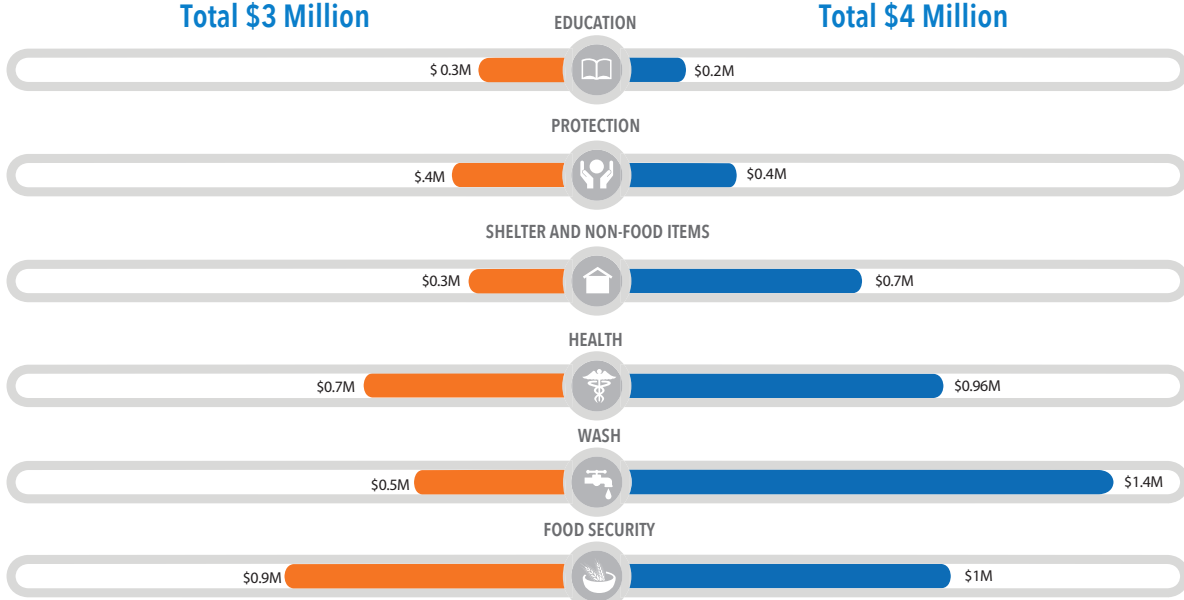 Total $3 Million
Total $4 Million
EDUCATION
$ 0.3M
$0.2M
PROTECTION
$.4M
$0.4M
SHELTER AND NON-FOOD ITEMS
$0.3M
$0.7M
HEALTH
$0.7M
$0.96M
WASH
$0.5M
$1.4M
FOOD SECURITY
$0.9M
$1M